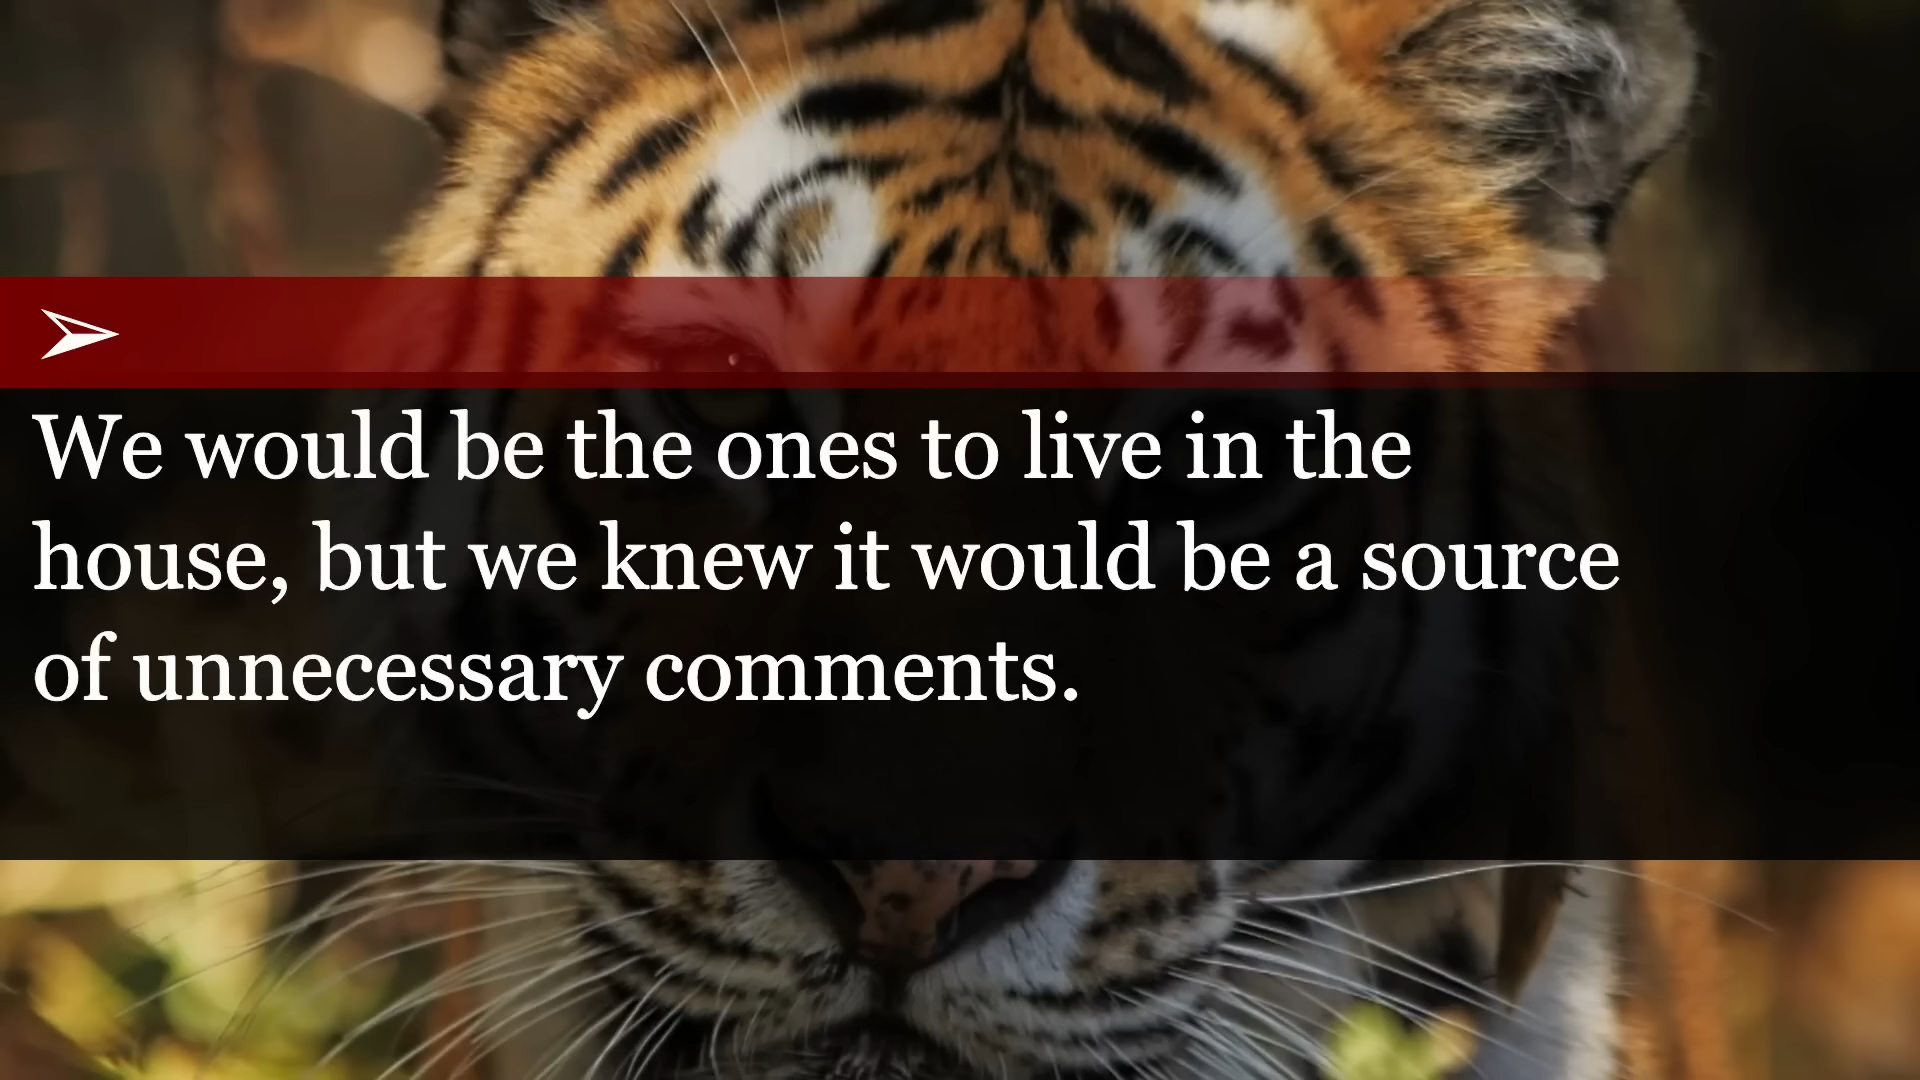 We would be the ones to live in the
house, but we knew it would be a source
of unnecessary comments.